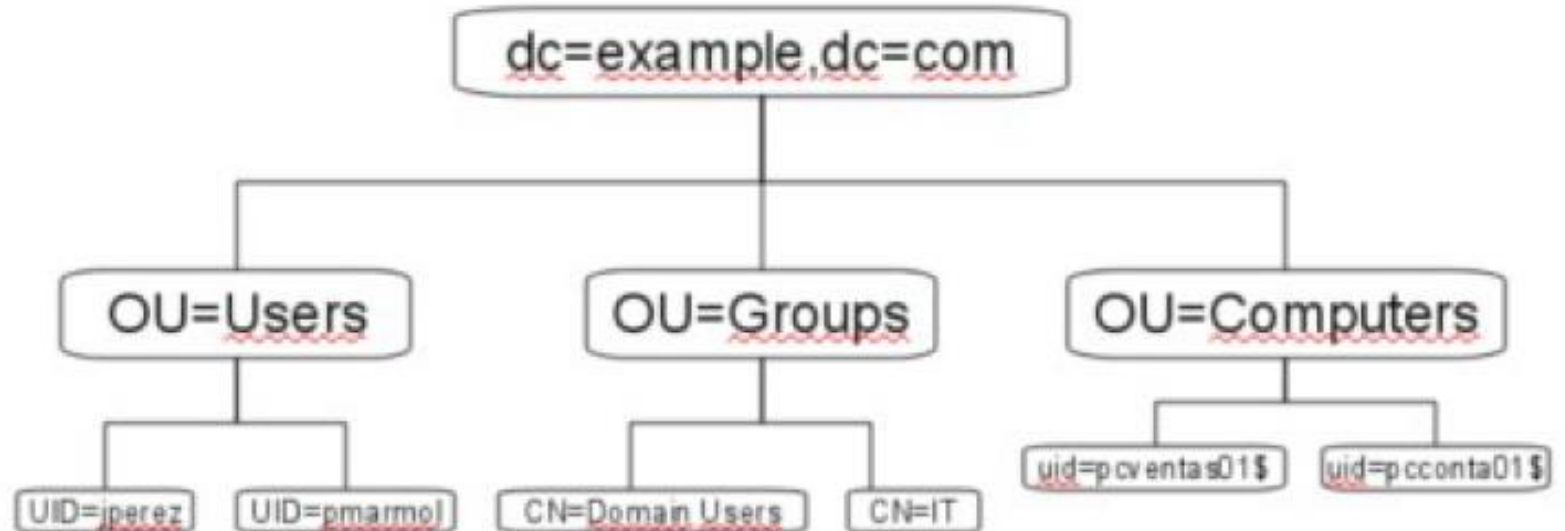 dc=example,dc=com
OU=Users
OU=Groups
OU=Computers
uid=pcventas01$
uid=pcconta01$
UID=jperez
UID=pmarmol
CN=Domain Users
CN=IT